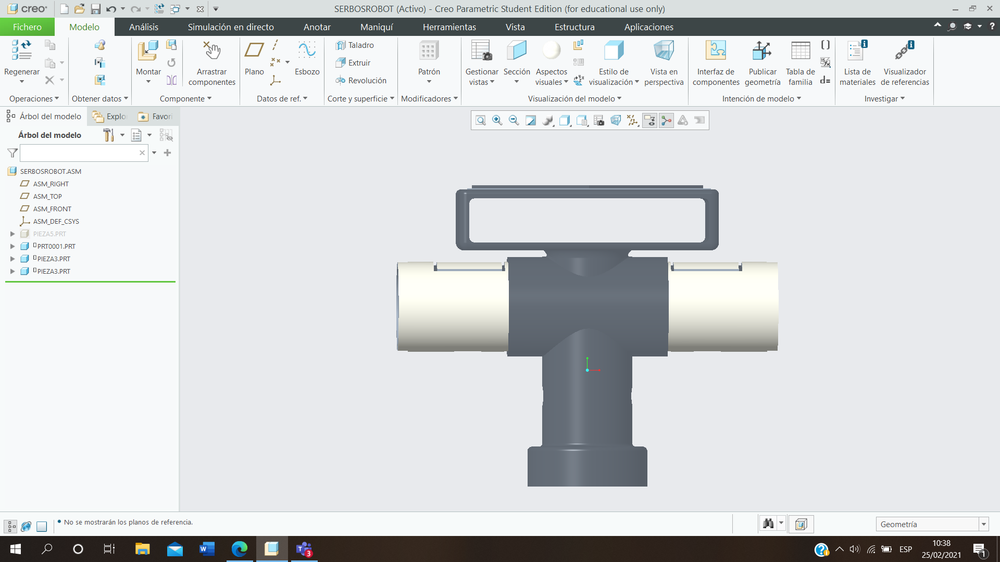 creo
SERBOSROBOT (Activo) - Creo Parametric Student Edition (for educational use only)
Fichero
Modelo
Análisis
Simulación en directo
Anotar
Maniquí
Herramientas
Vista
Estructura
Aplicaciones
Regenerar
Montar
Arrastrar
componentes
Plano
Esbozo
Taladro
Extruir
Revolución
Patrón
Gestionar
vistas
Sección
Aspectos
visuales
Estilo de
visualización
Vista en
perspectiva
Interfaz de
componentes
Publicar
geometría
Tabla de
familia
d=
Lista de
materiales
Visualizador
de referencias
Operaciones
Obtener datos
Componente
Datos de ref.
Corte y superficie
Modificadores
Visualización del modelo
Intención de modelo
Investigar
Árbol del modelo
Explo
Favori
Árbol del modelo
SERBOSROBOT.ASM
ASM_RIGHT
ASM_TOP
ASM_FRONT
ASM_DEF_CSYS
PIEZA5.PRT
PRT0001.PRT
PIEZA3.PRT
PIEZA3.PRT
No se mostrarán los planos de referencia.
Geometría
ESP
10:38
25/02/2021
3
1